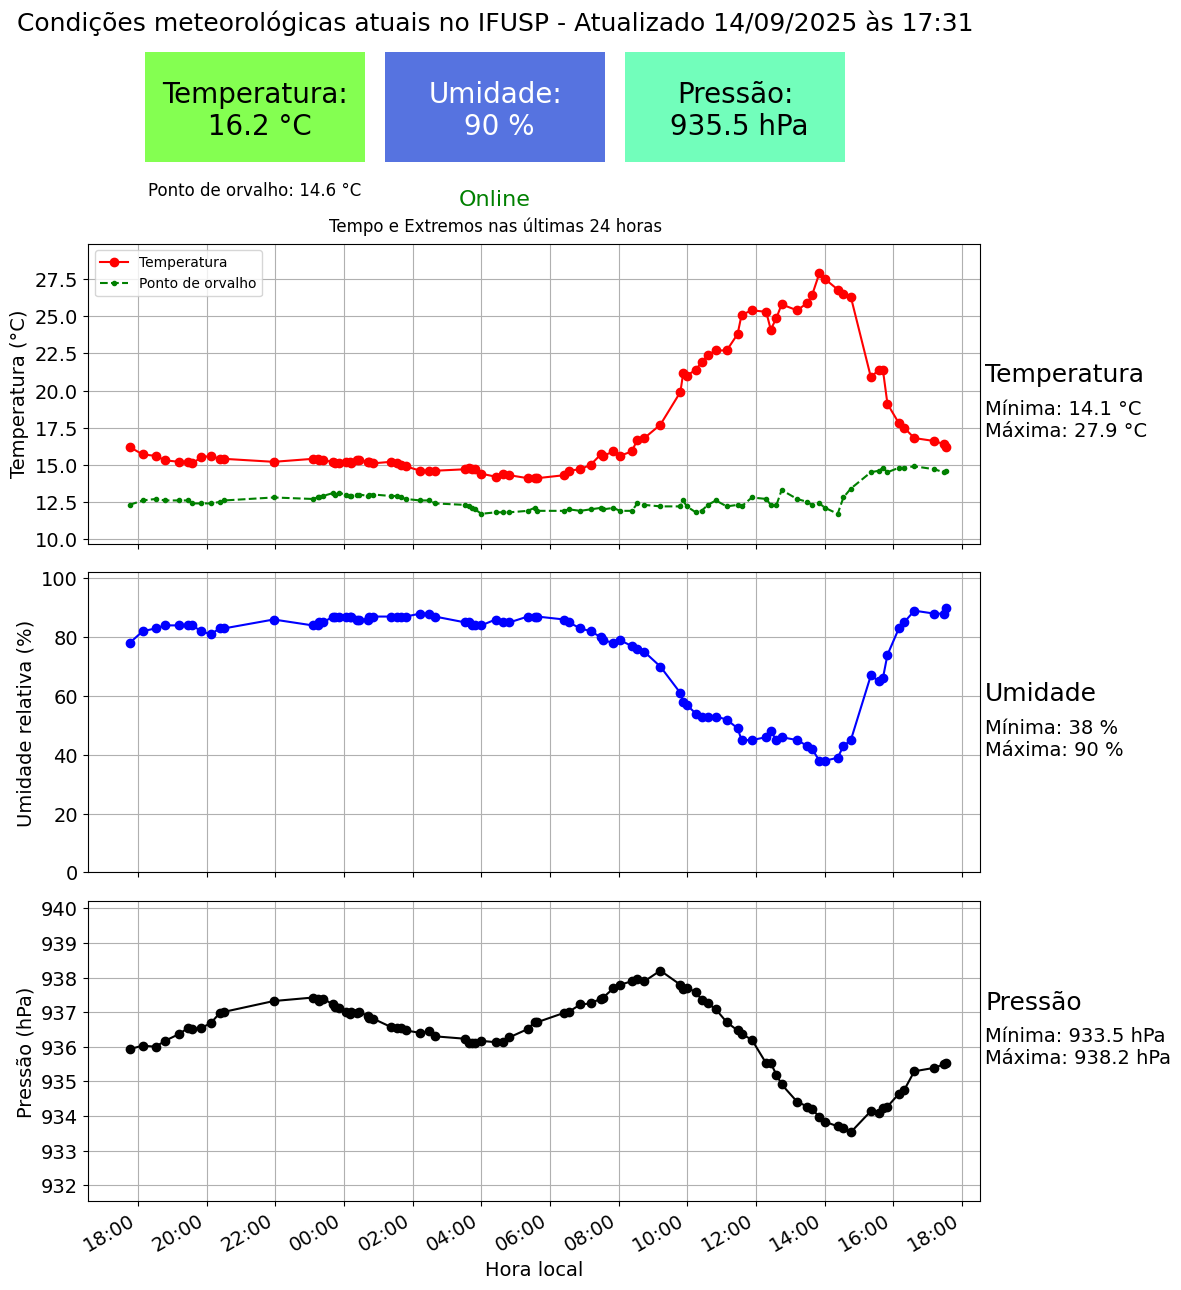 Condições meteorológicas atuais no IFUSP - Atualizado 14/09/2025 às 17:31
Temperatura:
16.2 °C
Umidade:
90 %
Pressão:
935.5 hPa
Ponto de orvalho: 14.6 °C
Online
Tempo e Extremos nas últimas 24 horas
Temperatura
Ponto de orvalho
Temperatura (°C)
27.5
25.0
22.5
20.0
17.5
15.0
12.5
10.0
Temperatura
Mínima: 14.1 °C
Máxima: 27.9 °C
Umidade relativa (%)
100
80
60
40
20
0
Umidade
Mínima: 38 %
Máxima: 90 %
Pressão (hPa)
940
939
938
937
936
935
934
933
932
Pressão
Mínima: 933.5 hPa
Máxima: 938.2 hPa
18:00 20:00 22:00 00:00 02:00 04:00 06:00 08:00 10:00 12:00 14:00 16:00 18:00
Hora local